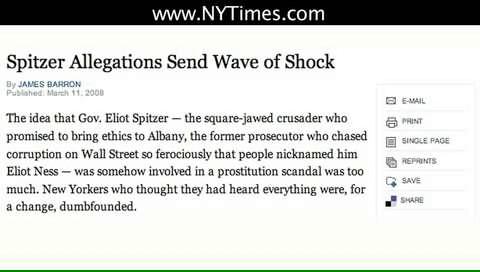 www.NYTimes.com
Spitzer Allegations Send Wave of Shock
By JAMES BARRON
Published: March 11, 2008
The idea that Gov. Eliot Spitzer — the square-jawed crusader who
promised to bring ethics to Albany, the former prosecutor who chased
corruption on Wall Street so ferociously that people nicknamed him
Eliot Ness — was somehow involved in a prostitution scandal was too
much. New Yorkers who thought they had heard everything were, for
a change, dumbfounded.
E-MAIL
PRINT
SINGLE PAGE
REPRINTS
SAVE
SHARE